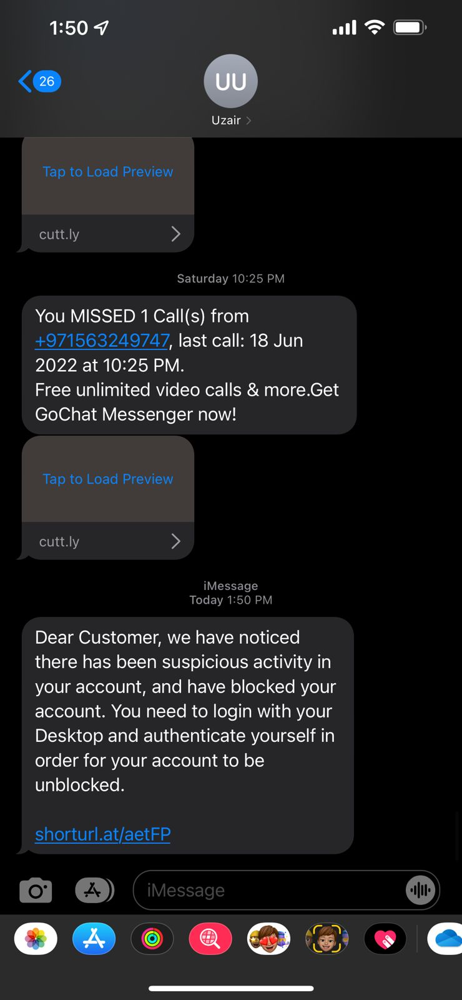 1:50
26
UU
Uzair
Tap to Load Preview
cutt.ly
Saturday 10:25 PM
You MISSED 1 Call(s) from
+971563249747, last call: 18 Jun
2022 at 10:25 PM.
Free unlimited video calls & more.Get
GoChat Messenger now!
Tap to Load Preview
cutt.ly
iMessage
Today 1:50 PM
Dear Customer, we have noticed
there has been suspicious activity in
your account, and have blocked your
account. You need to login with your
Desktop and authenticate yourself in
order for your account to be
unblocked.
shorturl.at/aetFP
iMessage